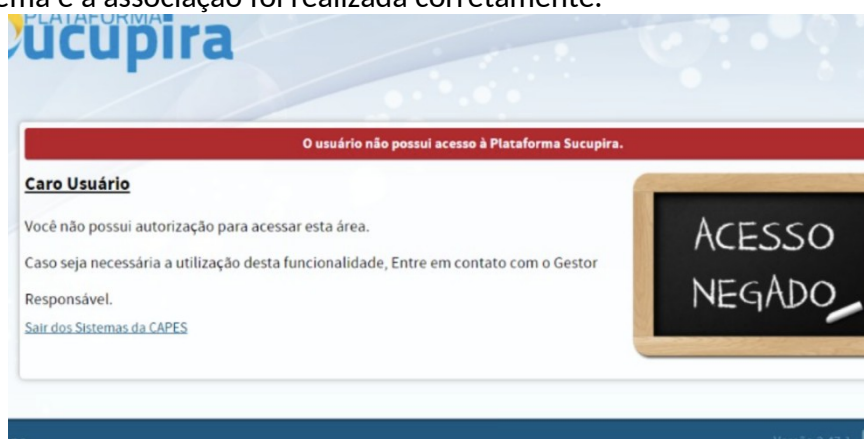 ema e a associação foi realizada corretamente.
PLATAFORMA
Sucupira
O usuário não possui acesso à Plataforma Sucupira.
Caro Usuário
Você não possui autorização para acessar esta área.
Caso seja necessária a utilização desta funcionalidade, Entre em contato com o Gestor
Responsável.
Sair dos Sistemas da CAPES
ACESSO
NEGADO